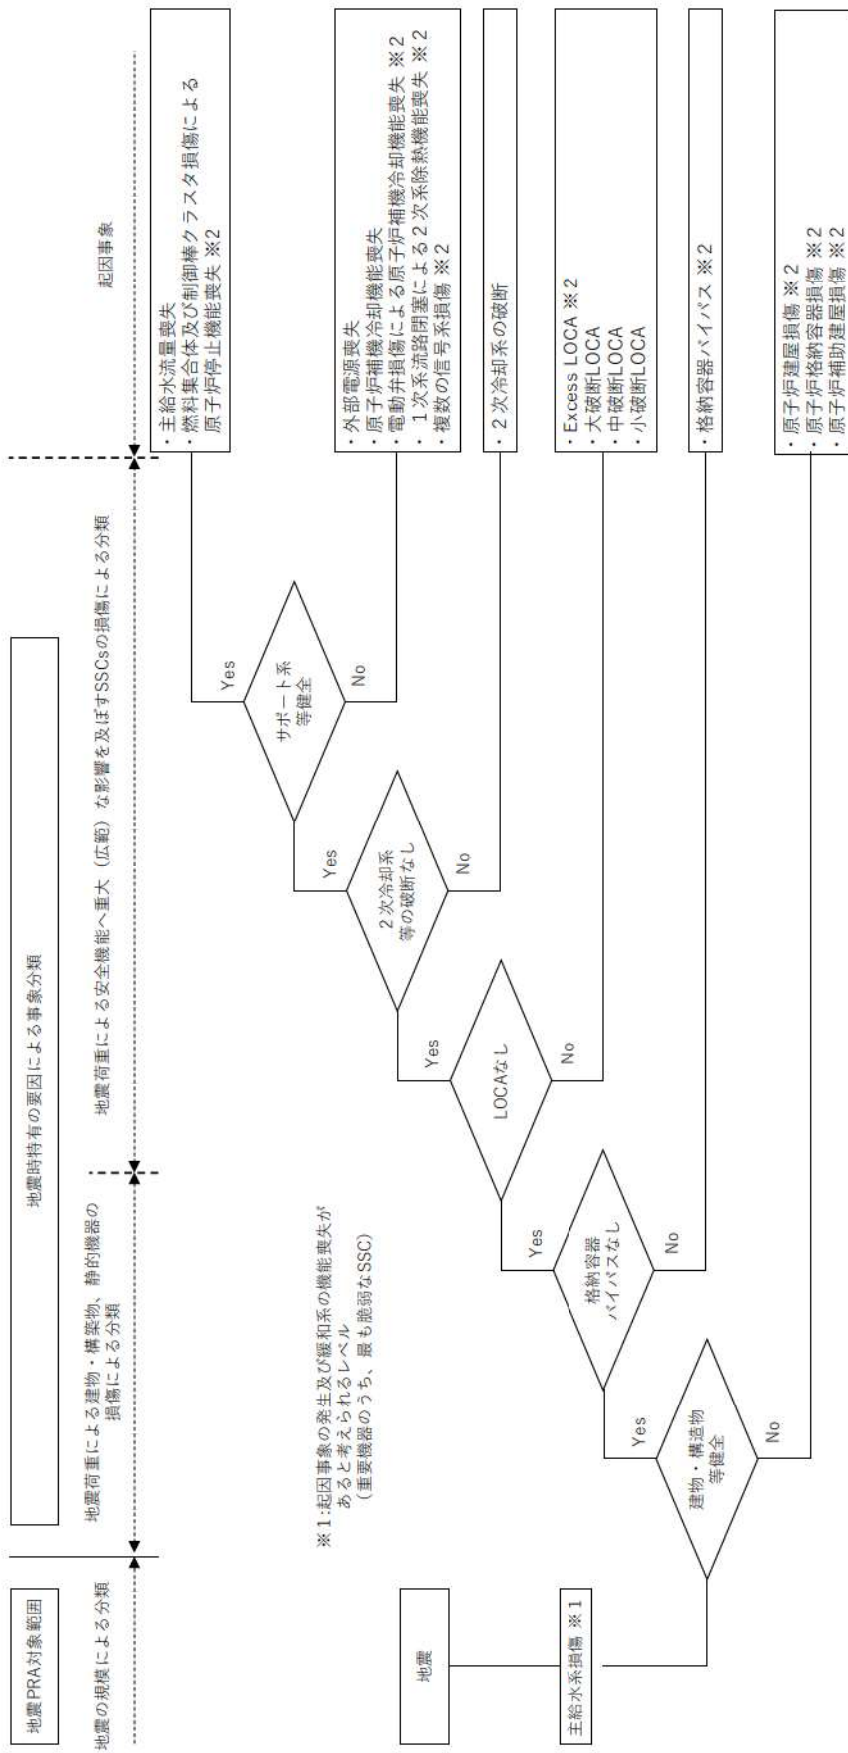 地震PRA対象範囲
地震時特有の要因による事象分類
地震の規模による分類
地震荷重による建物・構築物、静的機器の
損傷による分類
地震荷重による安全機能へ重大（広範）な影響を及ぼすSSCsの損傷による分類
起因事象
地震
主給水系損傷 ※1
※1:起因事象の発生及び緩和系の機能喪失が
あると考えられるレベル
（重要機器のうち、最も脆弱なSSC）
建物・構造物
等健全
Yes
No
格納容器
バイパスなし
Yes
No
LOCAなし
Yes
No
2次冷却系
等の破断なし
Yes
No
サポート系
等健全
Yes
No
・主給水流量喪失
・燃料集合体及び制御棒クラスタ損傷による
原子炉停止機能喪失 ※2
・外部電源喪失
・原子炉補機冷却機能喪失
・電動弁損傷による原子炉補機冷却機能喪失 ※2
・1次系流路閉塞による2次系除熱機能喪失 ※2
・複数の信号系損傷 ※2
・2次冷却系の破断
・Excess LOCA ※2
・大破断LOCA
・中破断LOCA
・小破断LOCA
・格納容器バイパス ※2
・原子炉建屋損傷 ※2
・原子炉格納容器損傷 ※2
・原子炉補助建屋損傷 ※2